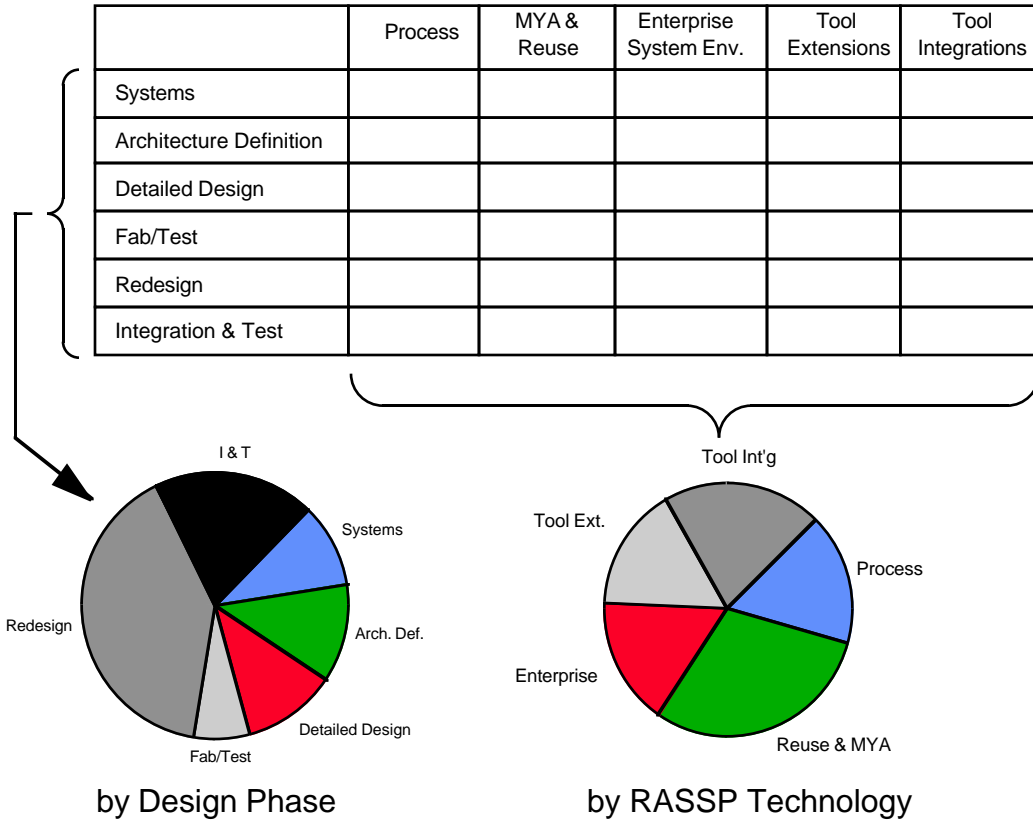 Process
MYA &
Reuse
Enterprise
System Env.
Tool
Extensions
Tool
Integrations
Systems
Architecture Definition
Detailed Design
Fab/Test
Redesign
Integration & Test
I & T
Systems
Arch. Def.
Detailed Design
Fab/Test
Redesign
by Design Phase
Tool Int'g
Tool Ext.
Process
Enterprise
Reuse & MYA
by RASSP Technology